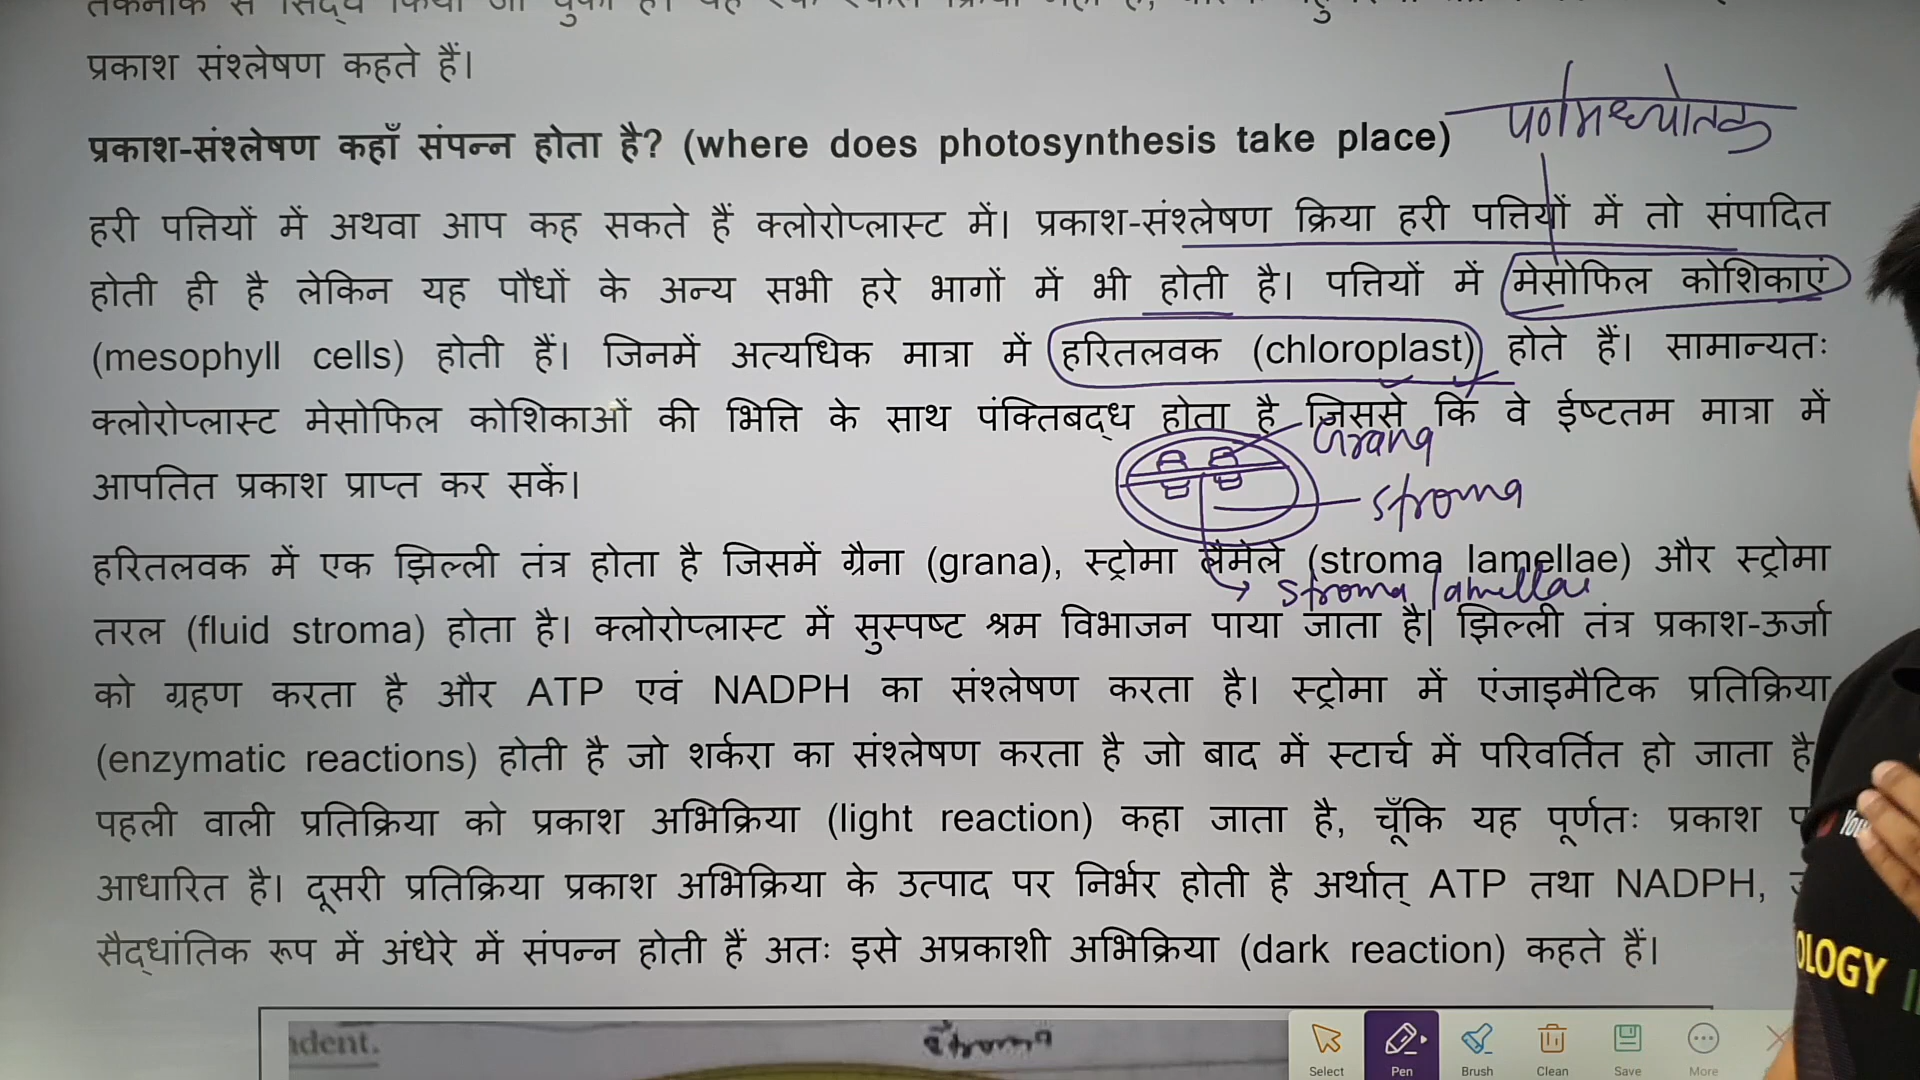 प्रकाश संश्लेषण कहते हैं।
पर्णमध्योतक
प्रकाश-संश्लेषण कहाँ संपन्न होता है? (where does photosynthesis take place)
हरी पत्तियों में अथवा आप कह सकते हैं क्लोरोप्लास्ट में। प्रकाश-संश्लेषण क्रिया हरी पत्तियों में तो संपादित
होती ही है लेकिन यह पौधों के अन्य सभी हरे भागों में भी होती है। पत्तियों में मेसोफिल कोशिकाएं
(mesophyll cells) होती हैं। जिनमें अत्यधिक मात्रा में हरितलवक (chloroplast) होते हैं। सामान्यतः
क्लोरोप्लास्ट मेसोफिल कोशिकाओं की भित्ति के साथ पंक्तिबद्ध होता है जिससे कि वे ईष्टतम मात्रा में
Grana
आपतित प्रकाश प्राप्त कर सकें।
stroma
हरितलवक में एक झिल्ली तंत्र होता है जिसमें ग्रैना (grana), स्ट्रोमा लैमेले (stroma lamellae) और स्ट्रोमा
stroma lamellae
तरल (fluid stroma) होता है। क्लोरोप्लास्ट में सुस्पष्ट श्रम विभाजन पाया जाता है| झिल्ली तंत्र प्रकाश-ऊर्जा
को ग्रहण करता है और ATP एवं NADPH का संश्लेषण करता है। स्ट्रोमा में एंजाइमैटिक प्रतिक्रिया
(enzymatic reactions) होती है जो शर्करा का संश्लेषण करता है जो बाद में स्टार्च में परिवर्तित हो जाता है
पहली वाली प्रतिक्रिया को प्रकाश अभिक्रिया (light reaction) कहा जाता है, चूँकि यह पूर्णतः प्रकाश
आधारित है। दूसरी प्रतिक्रिया प्रकाश अभिक्रिया के उत्पाद पर निर्भर होती है अर्थात् ATP तथा NADPH,
सैद्धांतिक रूप में अंधेरे में संपन्न होती हैं अतः इसे अप्रकाशी अभिक्रिया (dark reaction) कहते हैं।
You
OLOGY
dent.
stroma
Select Pen Brush Clean Save More